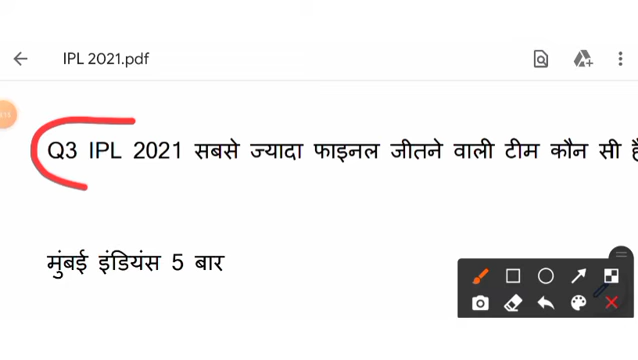 IPL 2021.pdf
Q3 IPL 2021 सबसे ज्यादा फाइनल जीतने वाली टीम कौन सी है
मुंबई इंडियंस 5 बार